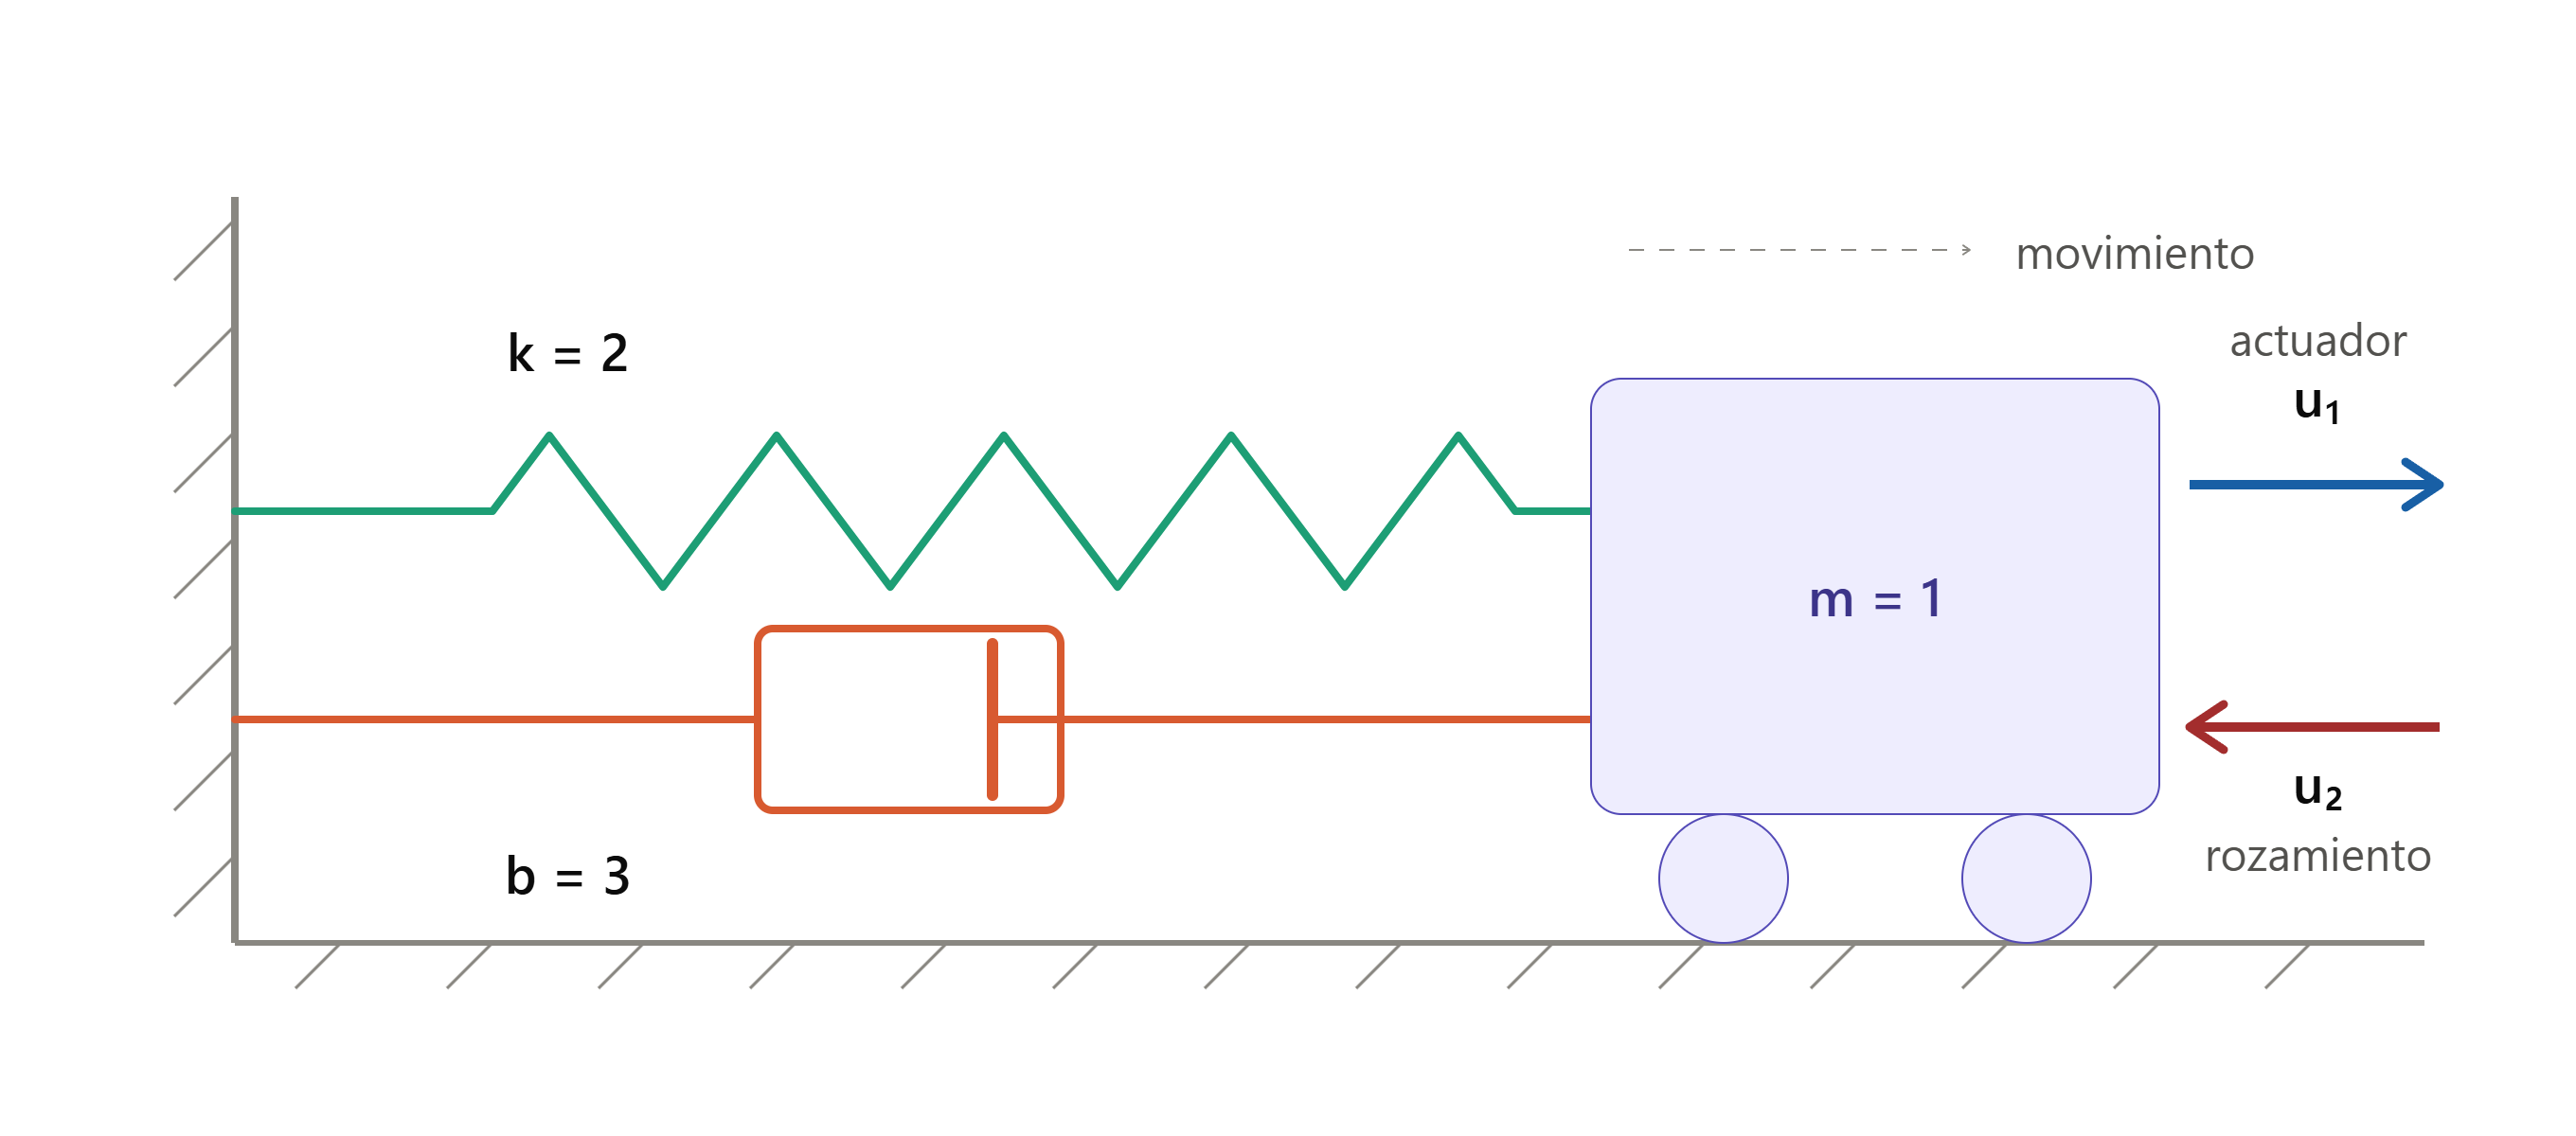 movimiento
actuador
k = 2
u₁
m = 1
u₂
rozamiento
b = 3